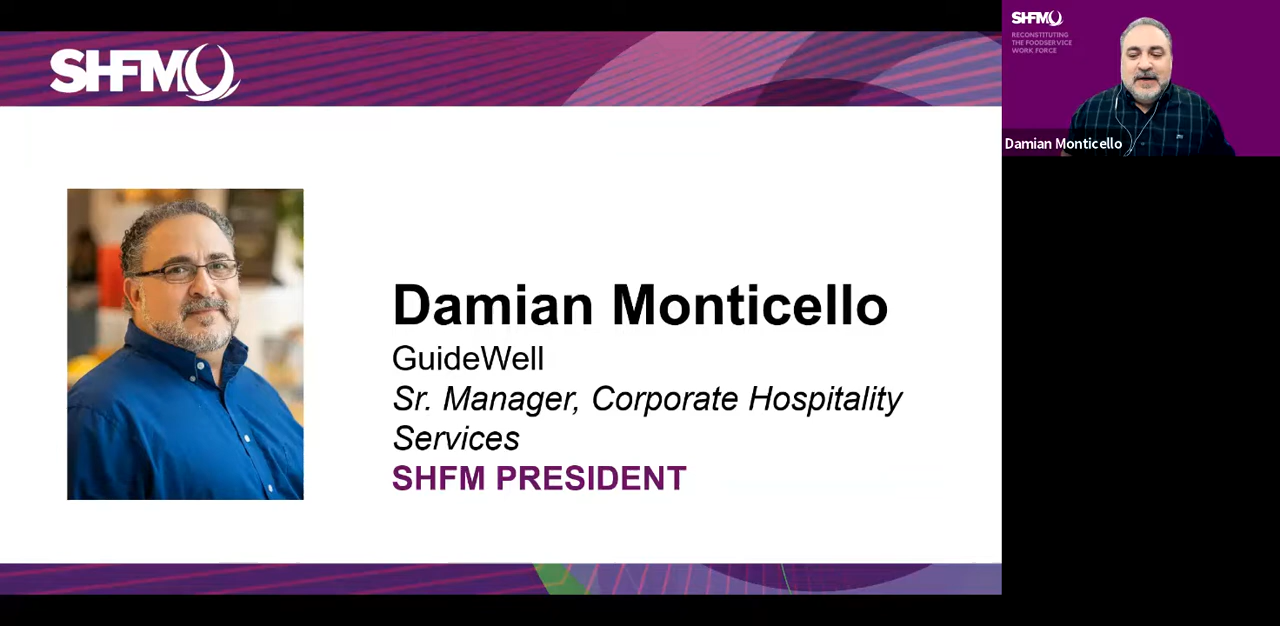 SHFM
Damian Monticello
GuideWell
Sr. Manager, Corporate Hospitality
Services
SHFM PRESIDENT
SHFM
RECONSTITUTING
THE FOODSERVICE
WORK FORCE
Damian Monticello